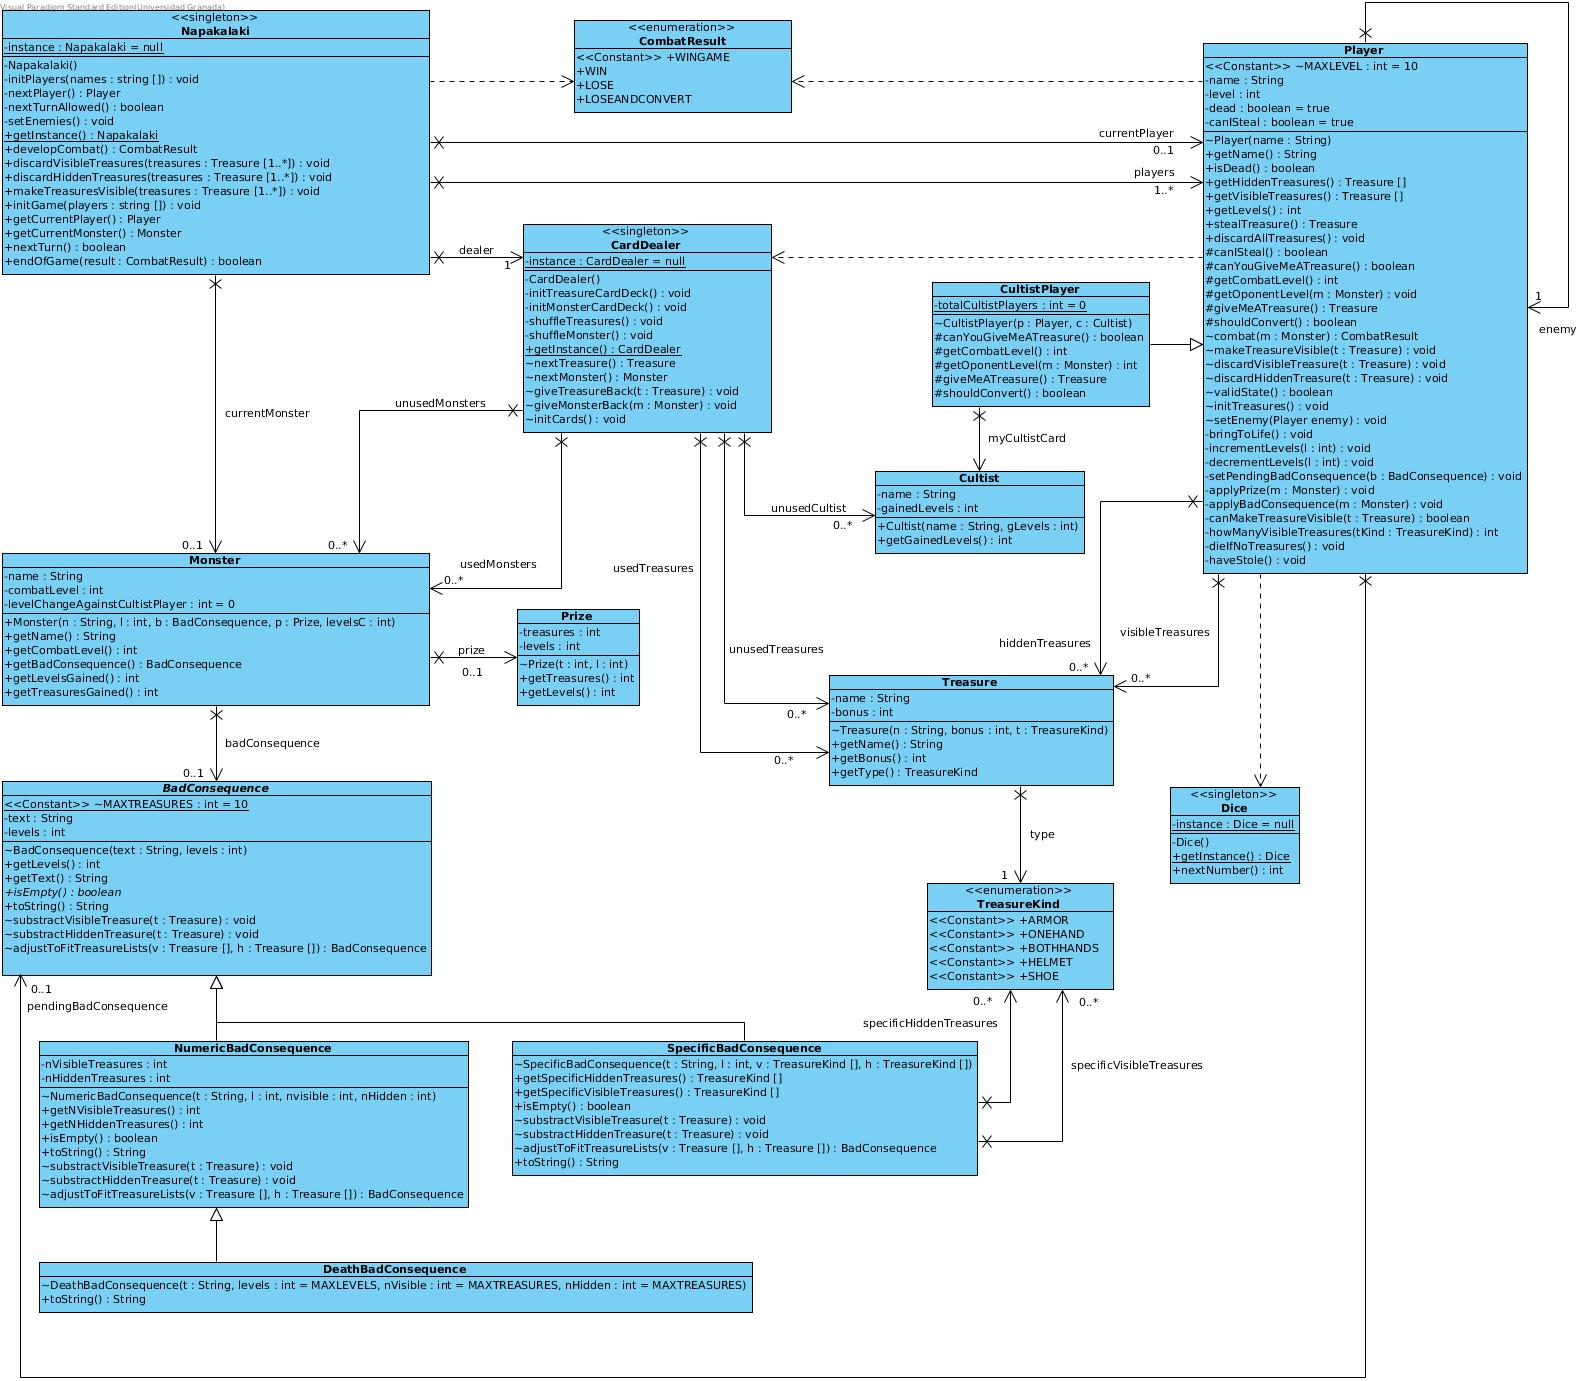 Visual Paradigm Standard Edition(Universidad Granada)
<<singleton>>
Napakalaki
-instance : Napakalaki = null
-Napakalaki()
-initPlayers(names : string []) : void
-nextPlayer() : Player
-nextTurnAllowed() : boolean
-setEnemies() : void
+getInstance() : Napakalaki
+developCombat() : CombatResult
+discardVisibleTreasures(treasures : Treasure [1..*]) : void
+discardHiddenTreasures(treasures : Treasure [1..*]) : void
+makeTreasuresVisible(treasures : Treasure [1..*]) : void
+initGame(players : string []) : void
+getCurrentPlayer() : Player
+getCurrentMonster() : Monster
+nextTurn() : boolean
+endOfGame(result : CombatResult) : boolean
<<enumeration>>
CombatResult
<<Constant>> +WINGAME
+WIN
+LOSE
+LOSEANDCONVERT
currentPlayer
0..1
players
1..*
dealer
1
<<singleton>>
CardDealer
-instance : CardDealer = null
-CardDealer()
-initTreasureCardDeck() : void
-initMonsterCardDeck() : void
-shuffleTreasures() : void
-shuffleMonster() : void
+getInstance() : CardDealer
~nextTreasure() : Treasure
~nextMonster() : Monster
~giveTreasureBack(t : Treasure) : void
~giveMonsterBack(m : Monster) : void
~initCards() : void
Player
<<Constant>> ~MAXLEVEL : int = 10
-name : String
-level : int
-dead : boolean = true
-canISteal : boolean = true
~Player(name : String)
+getName() : String
+isDead() : boolean
+getHiddenTreasures() : Treasure []
+getVisibleTreasures() : Treasure []
+getLevels() : int
+stealTreasure() : Treasure
+discardAllTreasures() : void
#canISteal() : boolean
#canYouGiveMeATreasure() : boolean
#getCombatLevel() : int
#getOponentLevel(m : Monster) : void
#giveMeATreasure() : Treasure
#shouldConvert() : boolean
~combat(m : Monster) : CombatResult
~makeTreasureVisible(t : Treasure) : void
~discardVisibleTreasure(t : Treasure) : void
~discardHiddenTreasure(t : Treasure) : void
~validState() : boolean
~initTreasures() : void
~setEnemy(Player enemy) : void
-bringToLife() : void
-incrementLevels(l : int) : void
-decrementLevels(l : int) : void
-setPendingBadConsequence(b : BadConsequence) : void
-applyPrize(m : Monster) : void
-applyBadConsequence(m : Monster) : void
-canMakeTreasureVisible(t : Treasure) : boolean
-howManyVisibleTreasures(tKind : TreasureKind) : int
-dieIfNoTreasures() : void
-haveStole() : void
1
enemy
CultistPlayer
-totalCultistPlayers : int = 0
~CultistPlayer(p : Player, c : Cultist)
#canYouGiveMeATreasure() : boolean
#getCombatLevel() : int
#getOponentLevel(m : Monster) : int
#giveMeATreasure() : Treasure
#shouldConvert() : boolean
myCultistCard
Cultist
-name : String
-gainedLevels : int
+Cultist(name : String, gLevels : int)
+getGainedLevels() : int
currentMonster
0..1
unusedMonsters
0..*
usedMonsters
0..*
unusedCultist
0..*
usedTreasures
0..*
unusedTreasures
0..*
hiddenTreasures
0..*
visibleTreasures
0..*
Monster
-name : String
-combatLevel : int
-levelChangeAgainstCultistPlayer : int = 0
+Monster(n : String, l : int, b : BadConsequence, p : Prize, levelsC : int)
+getName() : String
+getCombatLevel() : int
+getBadConsequence() : BadConsequence
+getLevelsGained() : int
+getTreasuresGained() : int
prize
0..1
Prize
-treasures : int
-levels : int
~Prize(t : int, l : int)
+getTreasures() : int
+getLevels() : int
Treasure
-name : String
-bonus : int
~Treasure(n : String, bonus : int, t : TreasureKind)
+getName() : String
+getBonus() : int
+getType() : TreasureKind
badConsequence
0..1
BadConsequence
<<Constant>> ~MAXTREASURES : int = 10
-text : String
-levels : int
~BadConsequence(text : String, levels : int)
+getLevels() : int
+getText() : String
+isEmpty() : boolean
+toString() : String
~substractVisibleTreasure(t : Treasure) : void
~substractHiddenTreasure(t : Treasure) : void
~adjustToFitTreasureLists(v : Treasure [], h : Treasure []) : BadConsequence
0..1
pendingBadConsequence
type
1
<<singleton>>
Dice
-instance : Dice = null
-Dice()
+getInstance() : Dice
+nextNumber() : int
<<enumeration>>
TreasureKind
<<Constant>> +ARMOR
<<Constant>> +ONEHAND
<<Constant>> +BOTHHANDS
<<Constant>> +HELMET
<<Constant>> +SHOE
0..*
specificHiddenTreasures
0..*
specificVisibleTreasures
NumericBadConsequence
-nVisibleTreasures : int
-nHiddenTreasures : int
~NumericBadConsequence(t : String, l : int, nvisible : int, nHidden : int)
+getNVisibleTreasures() : int
+getNHiddenTreasures() : int
+isEmpty() : boolean
+toString() : String
~substractVisibleTreasure(t : Treasure) : void
~substractHiddenTreasure(t : Treasure) : void
~adjustToFitTreasureLists(v : Treasure [], h : Treasure []) : BadConsequence
SpecificBadConsequence
~SpecificBadConsequence(t : String, l : int, v : TreasureKind [], h : TreasureKind [])
+getSpecificHiddenTreasures() : TreasureKind []
+getSpecificVisibleTreasures() : TreasureKind []
+isEmpty() : boolean
~substractVisibleTreasure(t : Treasure) : void
~substractHiddenTreasure(t : Treasure) : void
~adjustToFitTreasureLists(v : Treasure [], h : Treasure []) : BadConsequence
+toString() : String
DeathBadConsequence
~DeathBadConsequence(t : String, levels : int = MAXLEVELS, nVisible : int = MAXTREASURES, nHidden : int = MAXTREASURES)
+toString() : String